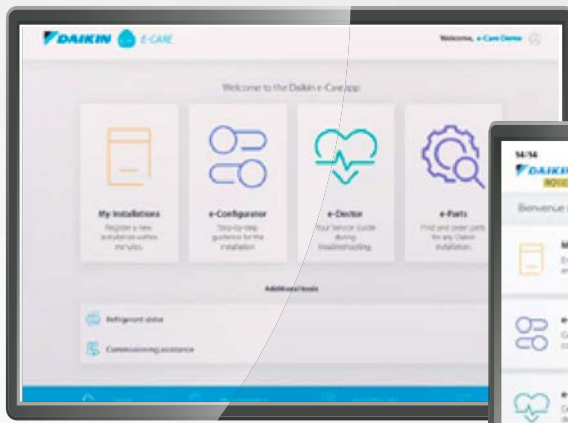 DAIKIN E-CARE
Welcome, e-Care Demo
Welcome to the Daikin e-Care app
My Installations
Register a new
installation within
minutes.
e-Configurator
Step-by-step
guidance for the
installation
e-Doctor
Your Service Guide
during
troubleshooting
e-Parts
Find and order parts
for any Daikin
installation.
Additional tools
Refrigerant
Commissioning assistance
14:14
DAIKIN
Bienvenue